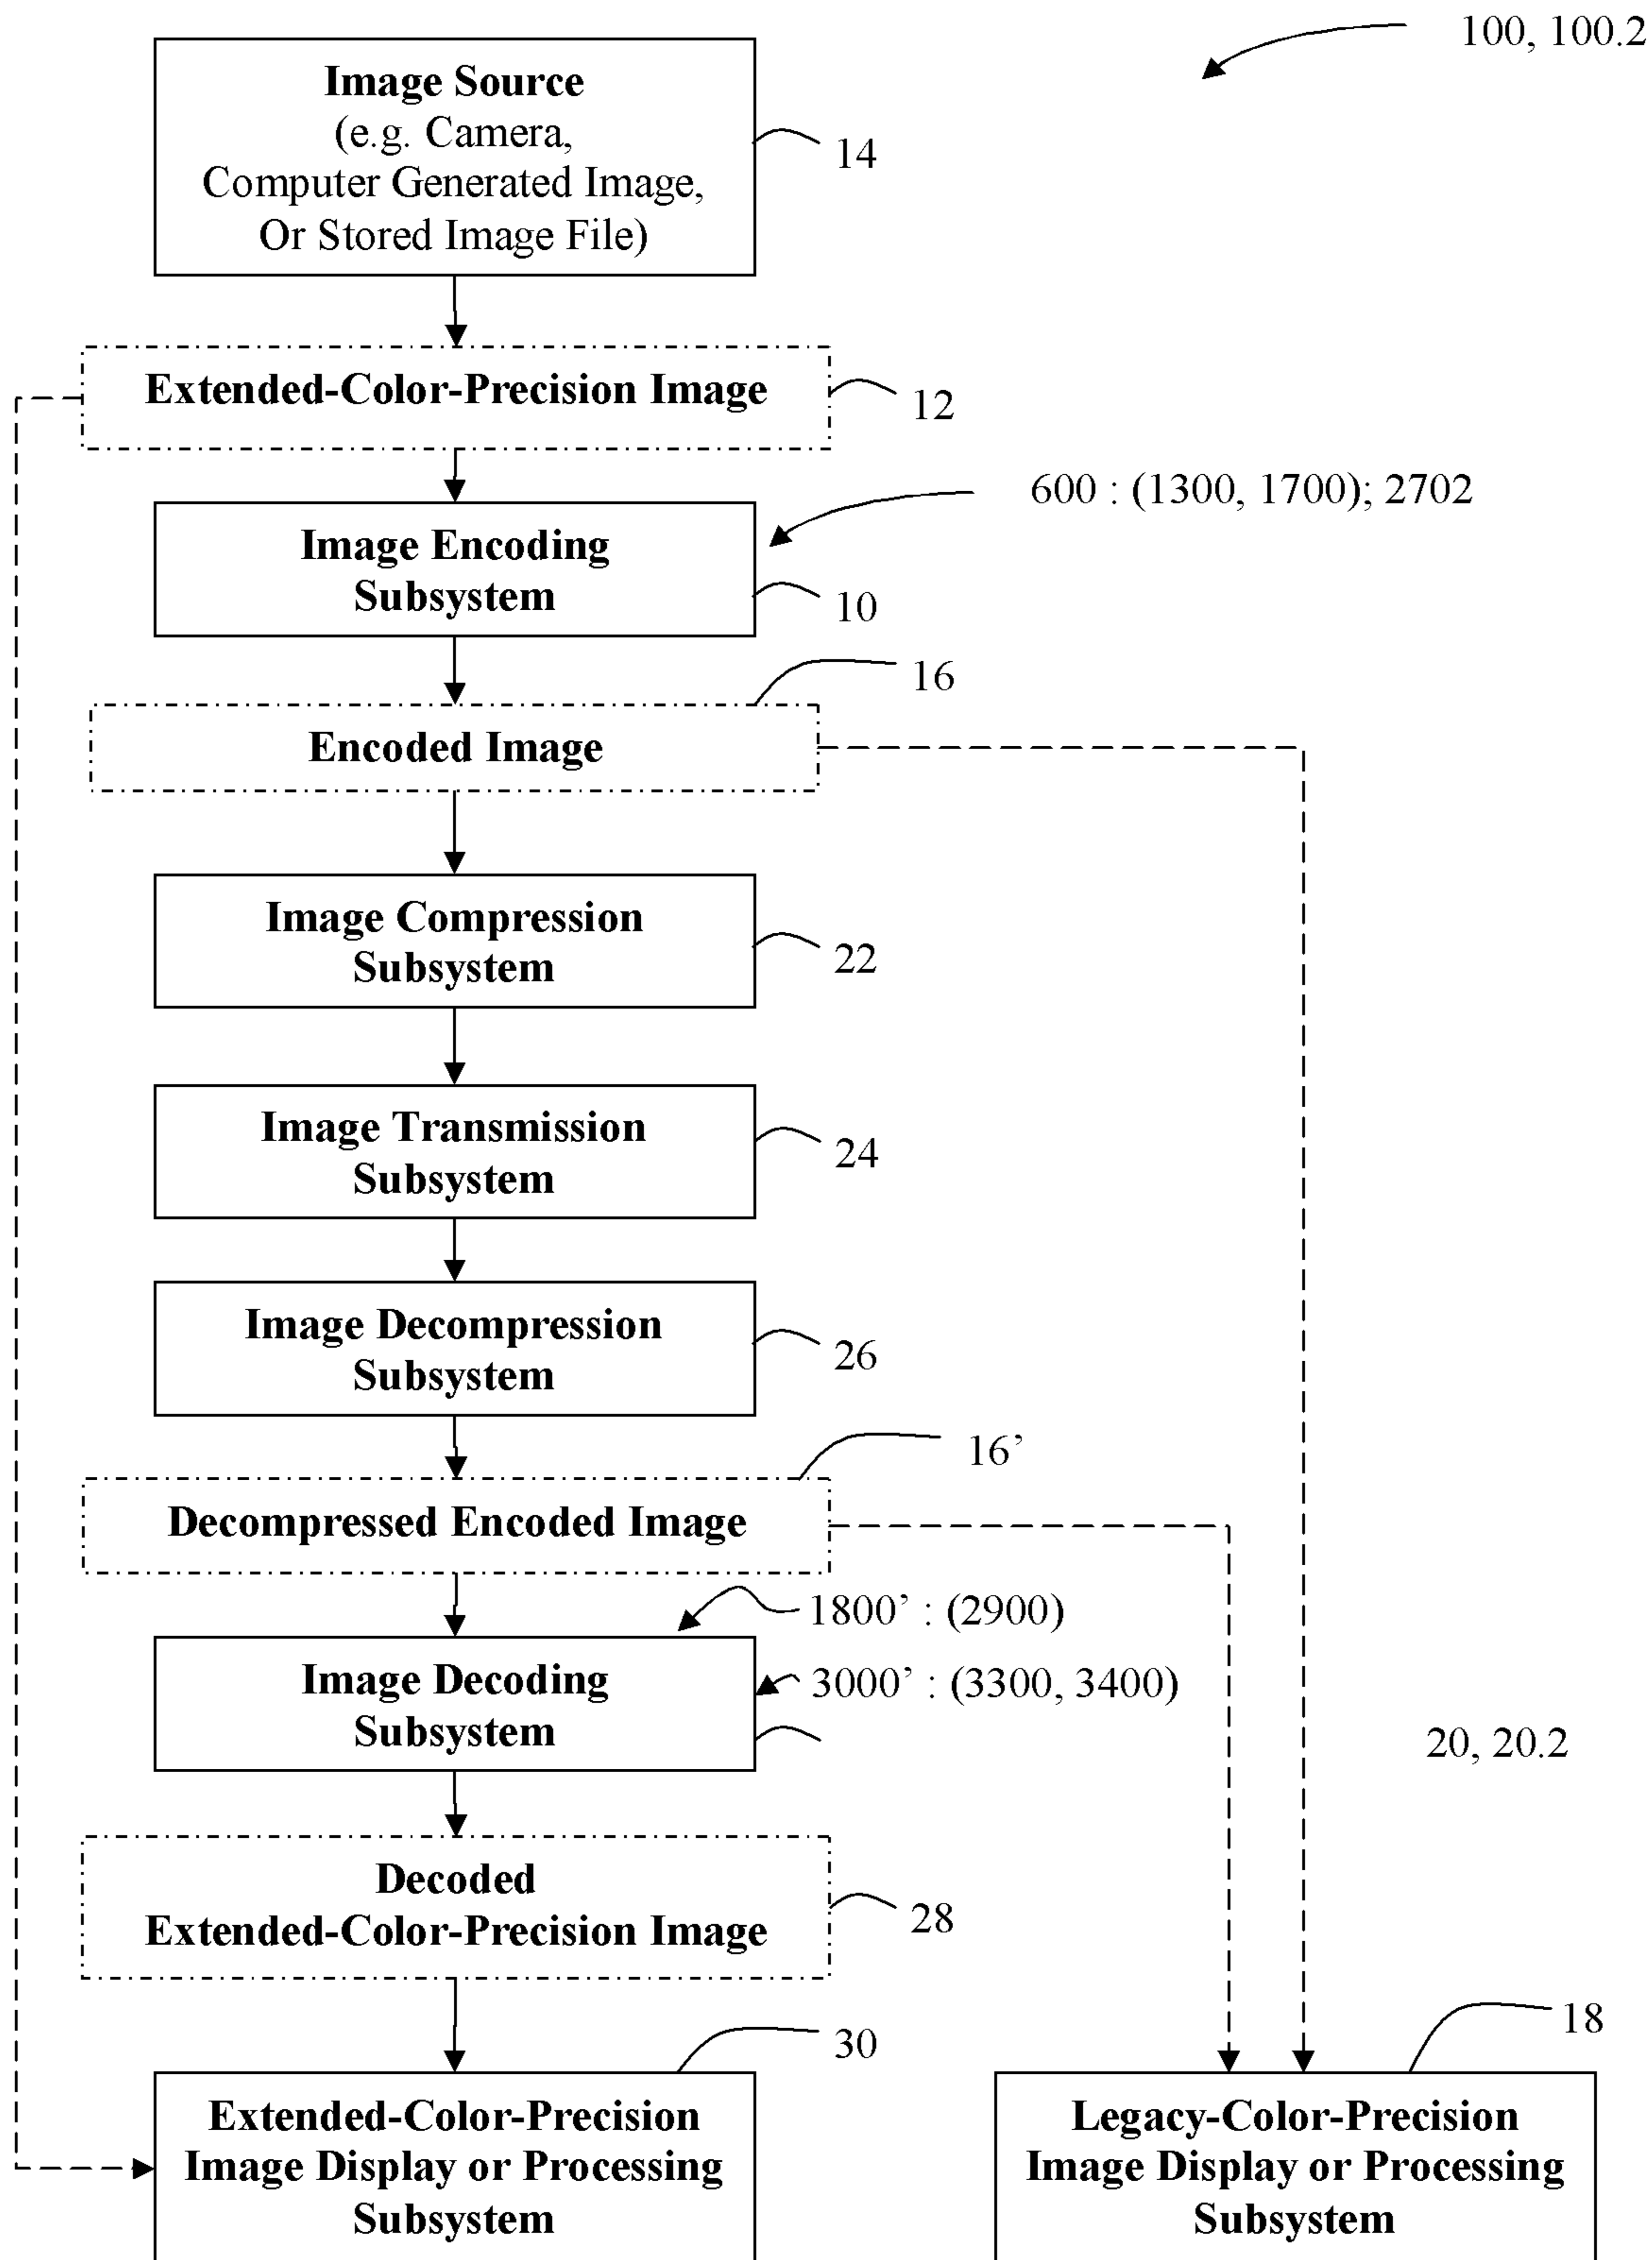 100, 100.2
Image Source
(e.g. Camera,
Computer Generated Image,
Or Stored Image File)
14
Extended-Color-Precision Image
12
600 : (1300, 1700); 2702
Image Encoding
Subsystem
10
16
Encoded Image
Image Compression
Subsystem
22
Image Transmission
Subsystem
24
Image Decompression
Subsystem
26
16’
Decompressed Encoded Image
1800’ : (2900)
Image Decoding
Subsystem
3000’ : (3300, 3400)
20, 20.2
Decoded
Extended-Color-Precision Image
28
30
Extended-Color-Precision
Image Display or Processing
Subsystem
18
Legacy-Color-Precision
Image Display or Processing
Subsystem